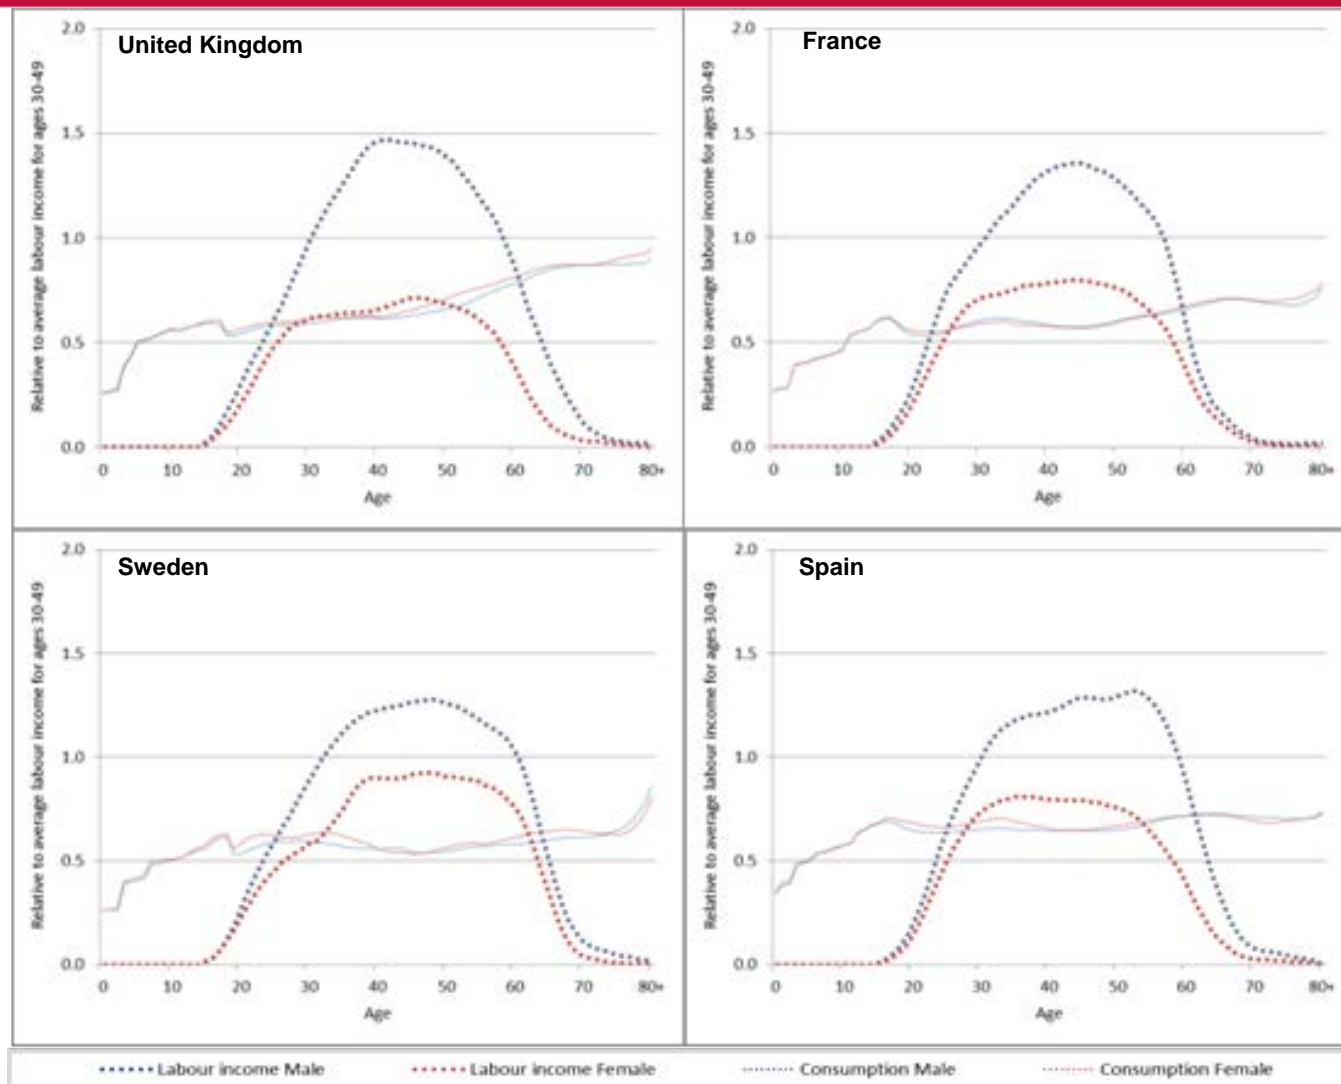 United Kingdom
Relative to average labour income for ages 30-49
2.0
1.5
1.0
0.5
0.0
0 10 20 30 40 50 60 70 80+
Age
France
Relative to average labour income for ages 30-49
2.0
1.5
1.0
0.5
0.0
0 10 20 30 40 50 60 70 80+
Age
Sweden
Relative to average labour income for ages 30-49
2.0
1.5
1.0
0.5
0.0
0 10 20 30 40 50 60 70 80+
Age
Spain
Relative to average labour income for ages 30-49
2.0
1.5
1.0
0.5
0.0
0 10 20 30 40 50 60 70 80+
Age
Labour income Male Labour income Female Consumption Male Consumption Female